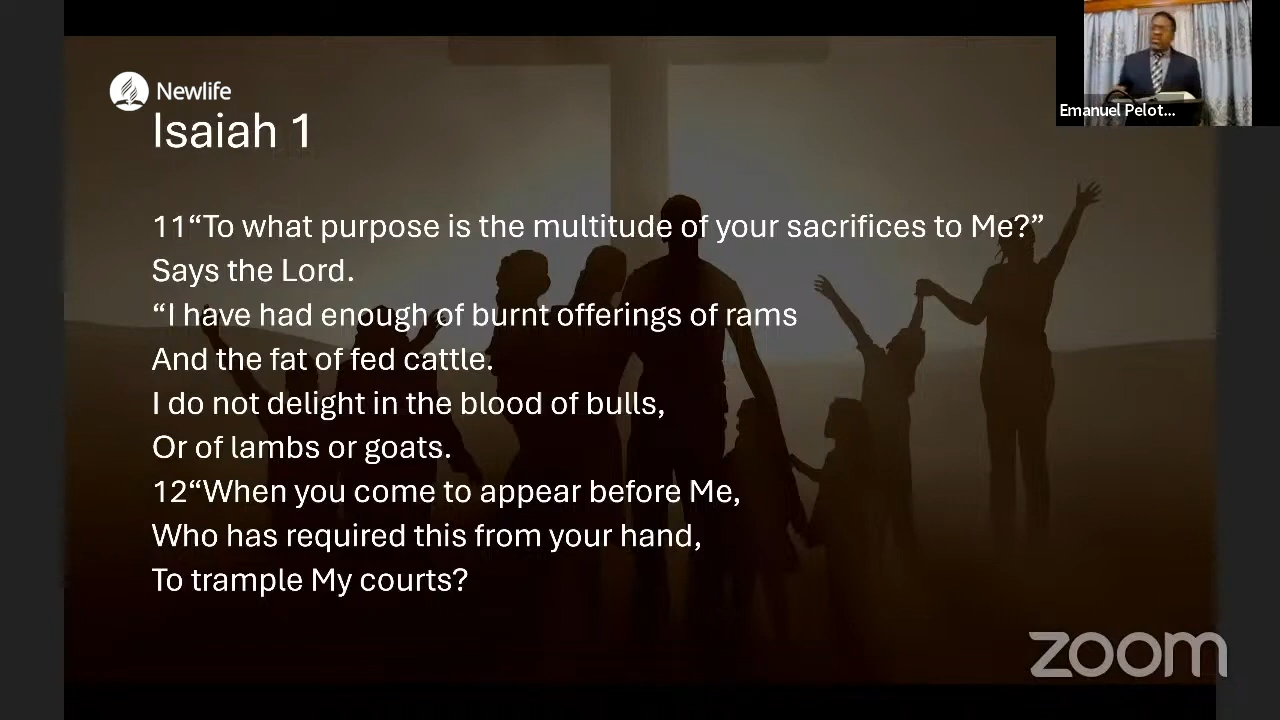 Newlife
Isaiah 1
11“To what purpose is the multitude of your sacrifices to Me?”
Says the Lord.
“I have had enough of burnt offerings of rams
And the fat of fed cattle.
I do not delight in the blood of bulls,
Or of lambs or goats.
12“When you come to appear before Me,
Who has required this from your hand,
To trample My courts?
Emanuel Pelot...
zoom